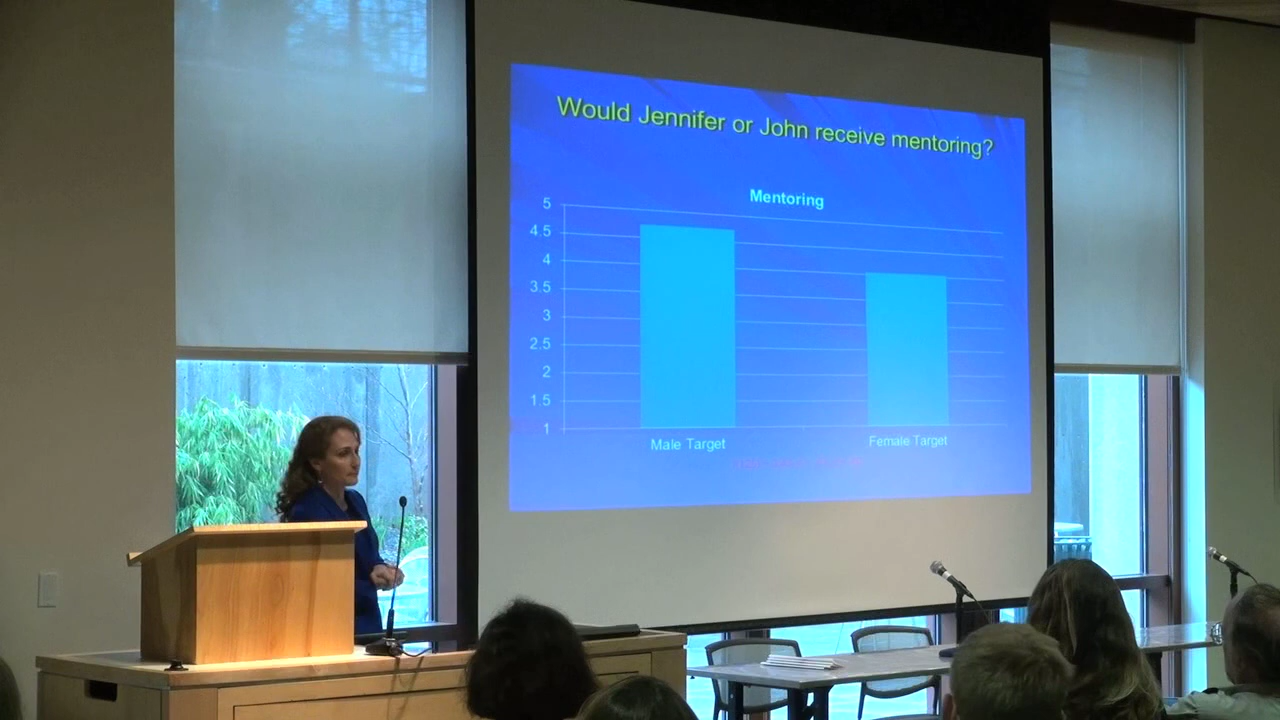 Would Jennifer or John receive mentoring?
Mentoring
5
4.5
4
3.5
3
2.5
2
1.5
1
Male Target
Female Target